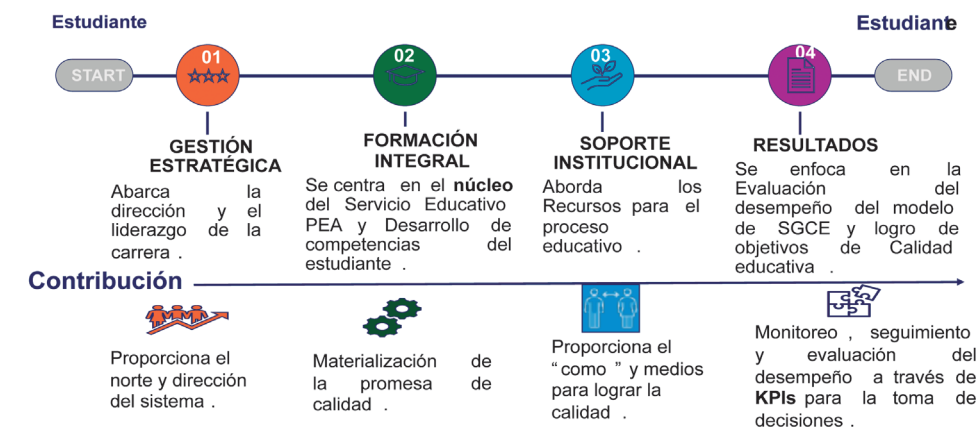 Estudiante
Estudiante
START
01
02
03
04
END
GESTIÓN
ESTRATÉGICA
Abarca la
dirección y el
liderazgo de la
carrera .
FORMACIÓN
INTEGRAL
Se centra en el núcleo
del Servicio Educativo
PEA y Desarrollo de
competencias del
estudiante .
SOPORTE
INSTITUCIONAL
Aborda los
Recursos para el
proceso
educativo .
RESULTADOS
Se enfoca en la
Evaluación del
desempeño del modelo
de SGCE y logro de
objetivos de Calidad
educativa .
Contribución
Proporciona el
norte y dirección
del sistema .
Materialización de
la promesa de
calidad .
Proporciona el
“como ” y medios
para lograr la
calidad .
Monitoreo , seguimiento
y evaluación del
desempeño a través de
KPIs para la toma de
decisiones .